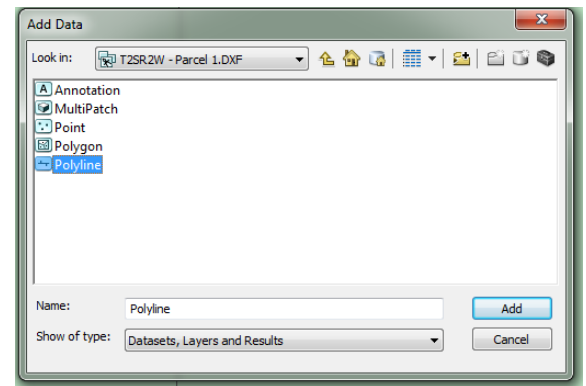 Add Data
Look in: T2SR2W - Parcel 1.DXF
A Annotation
MultiPatch
Point
Polygon
Polyline
Name: Polyline Add
Show of type: Datasets, Layers and Results Cancel